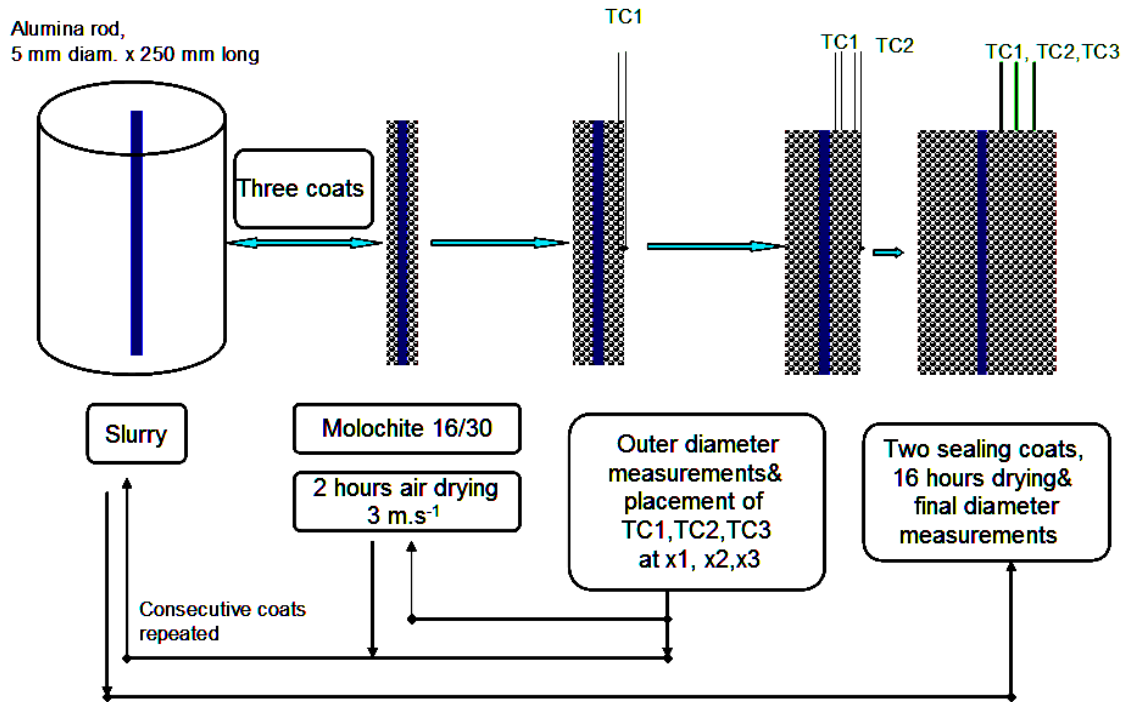 Alumina rod,
5 mm diam. x 250 mm long
TC1
TC1 TC2
TC1, TC2,TC3
Three coats
Slurry
Molochite 16/30
2 hours air drying
3 m.s-1
Outer diameter
measurements&
placement of
TC1,TC2,TC3
at x1, x2,x3
Two sealing coats,
16 hours drying&
final diameter
measurements
Consecutive coats
repeated